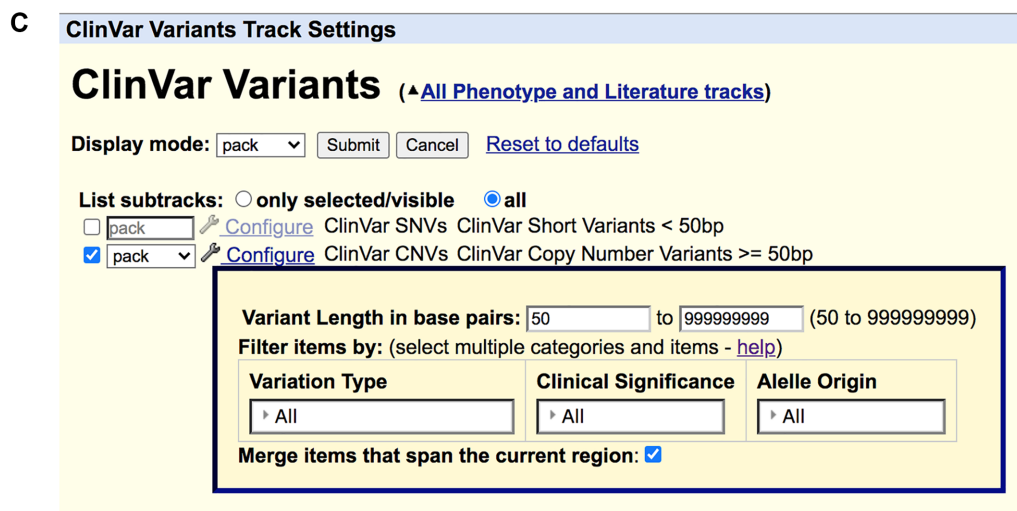 C
ClinVar Variants Track Settings
ClinVar Variants (▲All Phenotype and Literature tracks)
Display mode: pack Submit Cancel Reset to defaults
List subtracks: only selected/visible all
pack Configure ClinVar SNVs ClinVar Short Variants < 50bp
pack Configure ClinVar CNVs ClinVar Copy Number Variants >= 50bp
Variant Length in base pairs: 50 to 999999999 (50 to 999999999)
Filter items by: (select multiple categories and items - help)
Variation Type Clinical Significance Alelle Origin
All All All
Merge items that span the current region: